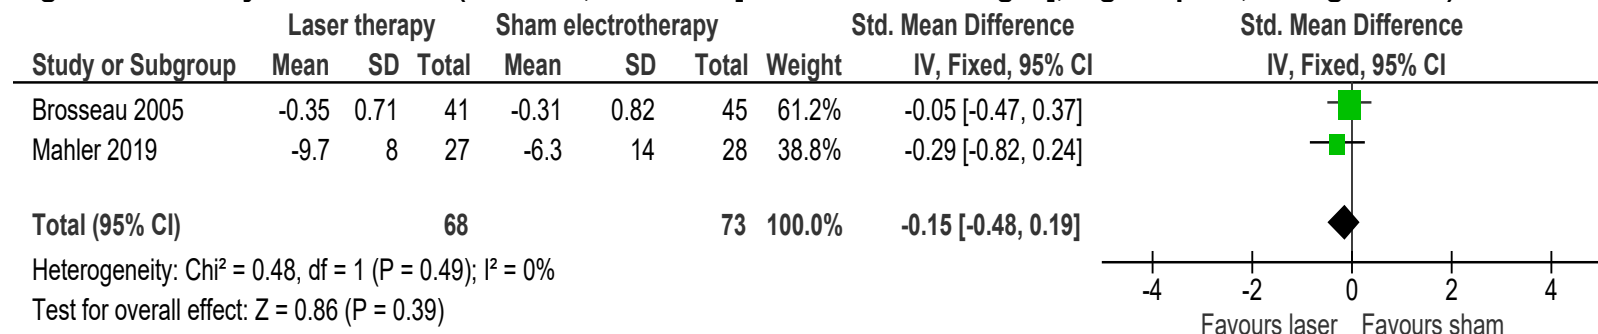 Laser therapy Sham electrotherapy Std. Mean Difference Std. Mean Difference
Study or Subgroup Mean SD Total Mean SD Total Weight IV, Fixed, 95% CI IV, Fixed, 95% CI
Brosseau 2005 -0.35 0.71 41 -0.31 0.82 45 61.2% -0.05 [-0.47, 0.37]
Mahler 2019 -9.7 8 27 -6.3 14 28 38.8% -0.29 [-0.82, 0.24]
Total (95% CI) 68 73 100.0% -0.15 [-0.48, 0.19]
Heterogeneity: Chi² = 0.48, df = 1 (P = 0.49); I² = 0%
Test for overall effect: Z = 0.86 (P = 0.39)
-4 -2 0 2 4
Favours laser Favours sham